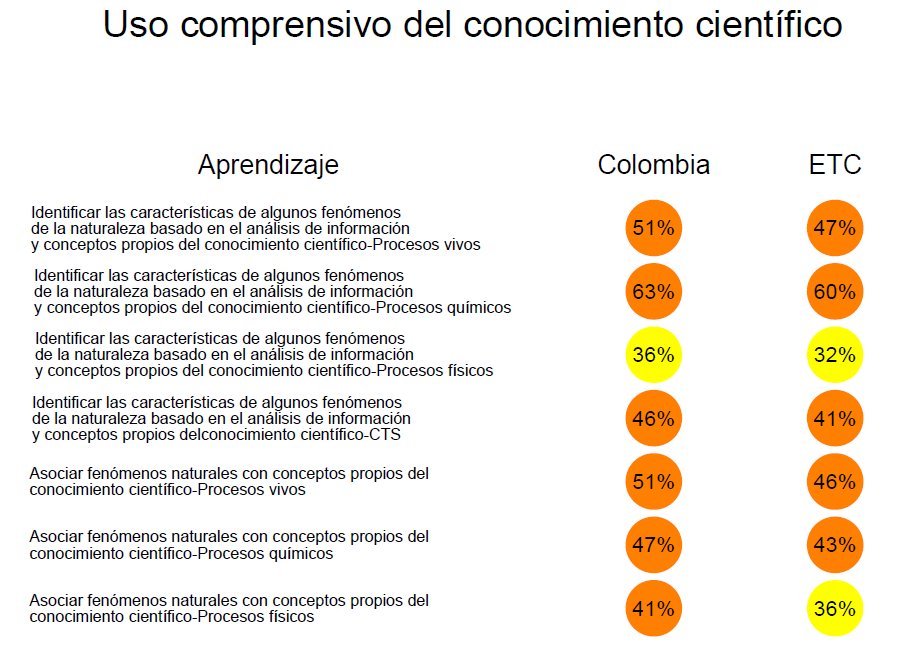 Uso comprensivo del conocimiento científico
Aprendizaje Colombia ETC
Identificar las características de algunos fenómenos
de la naturaleza basado en el análisis de información
y conceptos propios del conocimiento científico-Procesos vivos
51% 47%
Identificar las características de algunos fenómenos
de la naturaleza basado en el análisis de información
y conceptos propios del conocimiento científico-Procesos químicos
63% 60%
Identificar las características de algunos fenómenos
de la naturaleza basado en el análisis de información
y conceptos propios del conocimiento científico-Procesos físicos
36% 32%
Identificar las características de algunos fenómenos
de la naturaleza basado en el análisis de información
y conceptos propios delconocimiento científico-CTS
46% 41%
Asociar fenómenos naturales con conceptos propios del
conocimiento científico-Procesos vivos
51% 46%
Asociar fenómenos naturales con conceptos propios del
conocimiento científico-Procesos químicos
47% 43%
Asociar fenómenos naturales con conceptos propios del
conocimiento científico-Procesos físicos
41% 36%